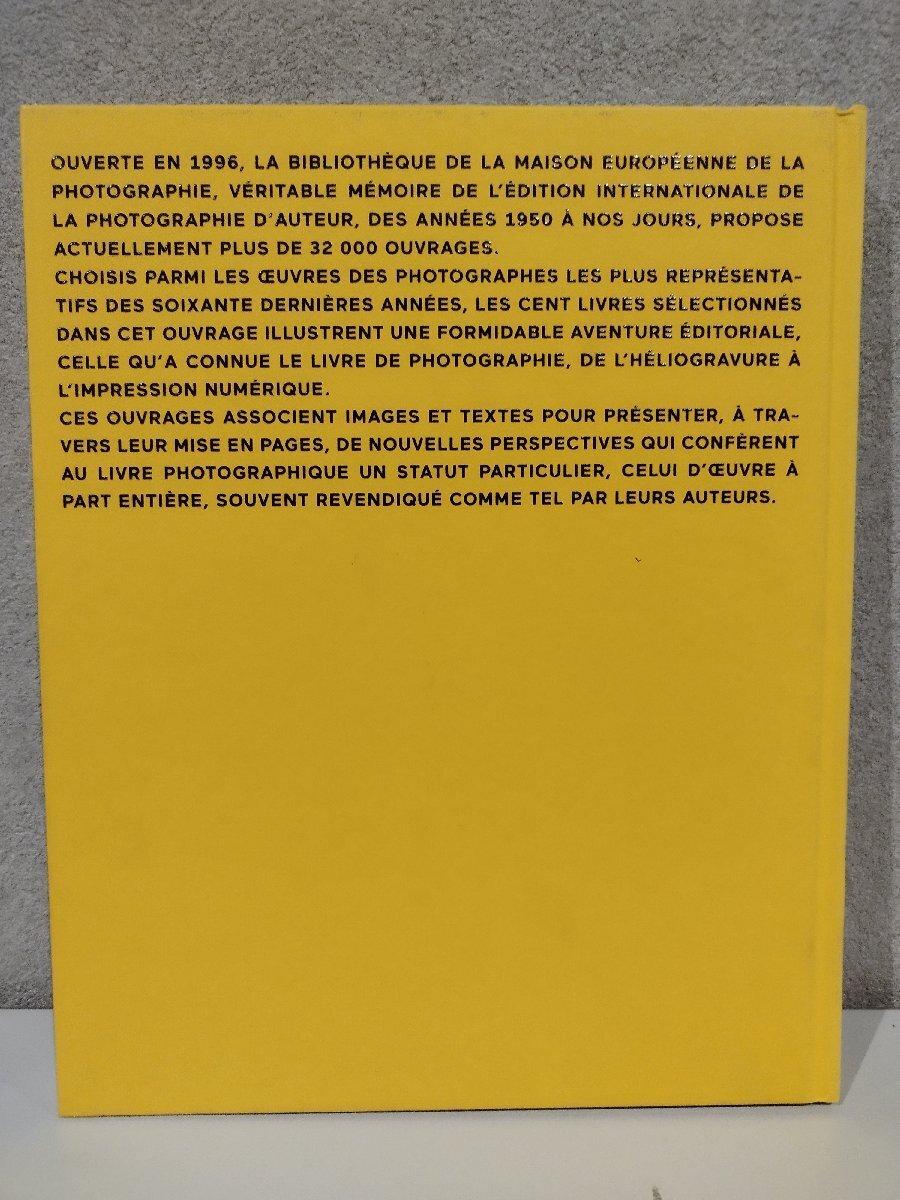 OUVERTE EN 1996, LA BIBLIOTHÈQUE DE LA MAISON EUROPÉENNE DE LA
PHOTOGRAPHIE, VÉRITABLE MÉMOIRE DE L'ÉDITION INTERNATIONALE DE
LA PHOTOGRAPHIE D'AUTEUR, DES ANNÉES 1950 À NOS JOURS, PROPOSE
ACTUELLEMENT PLUS DE 32 000 OUVRAGES.
CHOISIS PARMI LES ŒUVRES DES PHOTOGRAPHES LES PLUS REPRÉSENTA-
TIFS DES SOIXANTE DERNIÈRES ANNÉES, LES CENT LIVRES SÉLECTIONNÉS
DANS CET OUVRAGE ILLUSTRENT UNE FORMIDABLE AVENTURE ÉDITORIALE,
CELLE QU'A CONNUE LE LIVRE DE PHOTOGRAPHIE, DE L'HÉLIOGRAVURE À
L'IMPRESSION NUMÉRIQUE.
CES OUVRAGES ASSOCIENT IMAGES ET TEXTES POUR PRÉSENTER, À TRA-
VERS LEUR MISE EN PAGES, DE NOUVELLES PERSPECTIVES QUI CONFÈRENT
AU LIVRE PHOTOGRAPHIQUE UN STATUT PARTICULIER, CELUI D'ŒUVRE À
PART ENTIÈRE, SOUVENT REVENDIQUÉ COMME TEL PAR LEURS AUTEURS.